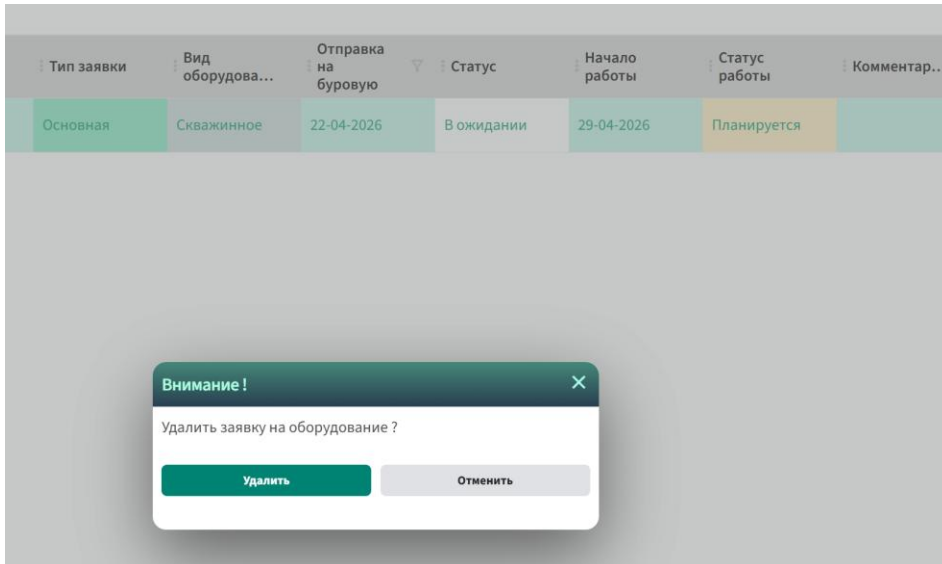 Тип заявки
Вид
оборудова...
Отправка
на
буровую
Статус
Начало
работы
Статус
работы
Комментар...
Основная
Скважинное
22-04-2026
В ожидании
29-04-2026
Планируется
Внимание !
Удалить заявку на оборудование ?
Удалить
Отменить